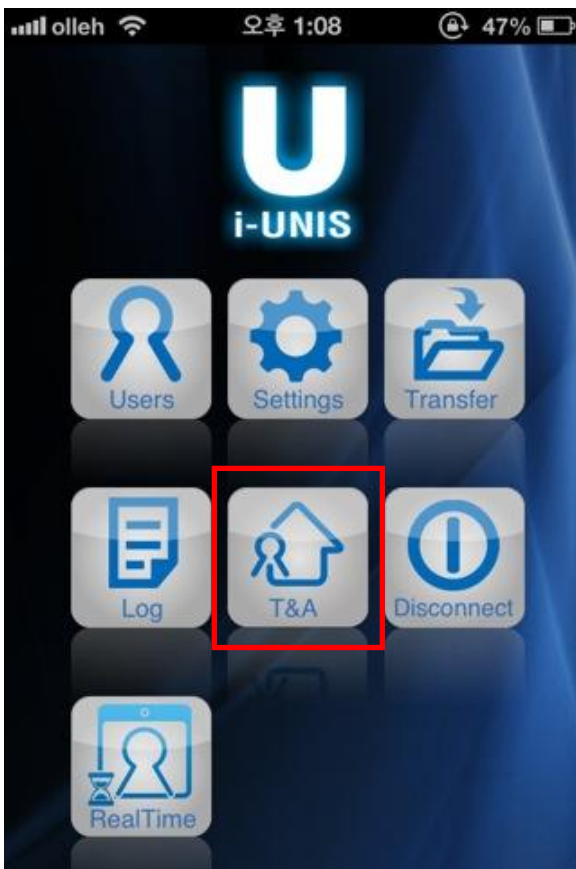 olleh 오후 1:08 47%
U
i-UNIS
Users Settings Transfer
Log T&A Disconnect
RealTime